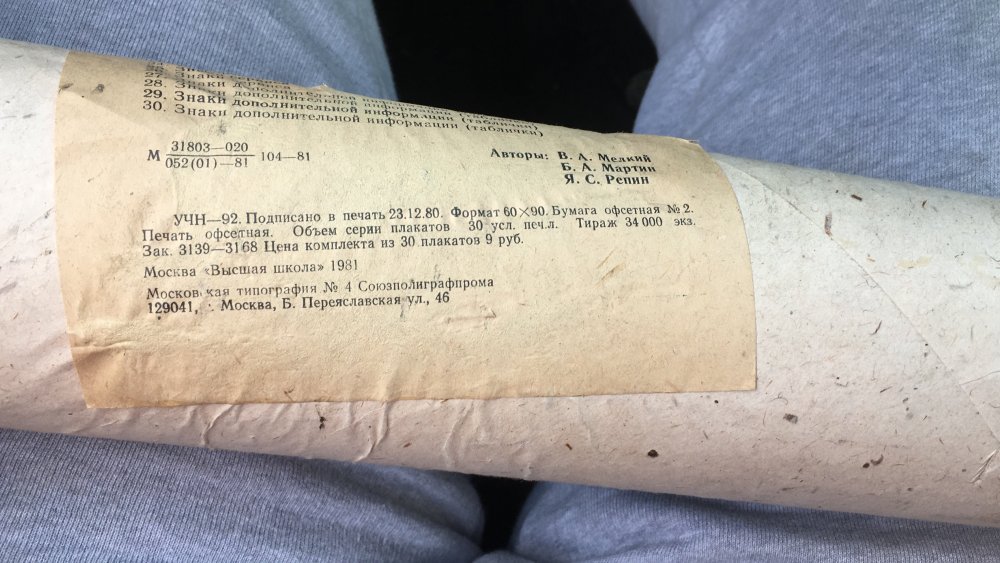 28. Знаки
29. Знаки дополнительной информации (таблички)
30. Знаки дополнительной информации (таблички)
М 31803—020
052(01)—81 104—81
Авторы: В. А. Мелкий
Б. А. Мартин
Я. С. Репин
УЧН—92. Подписано в печать 23.12.80. Формат 60×90. Бумага офсетная № 2.
Печать офсетная. Объем серии плакатов 30 усл. печ.л. Тираж 34 000 экз.
Зак. 3139—3168 Цена комплекта из 30 плакатов 9 руб.
Москва «Высшая школа» 1981
Московская типография № 4 Союзполиграфпрома
129041, Москва, Б. Переяславская ул., 46